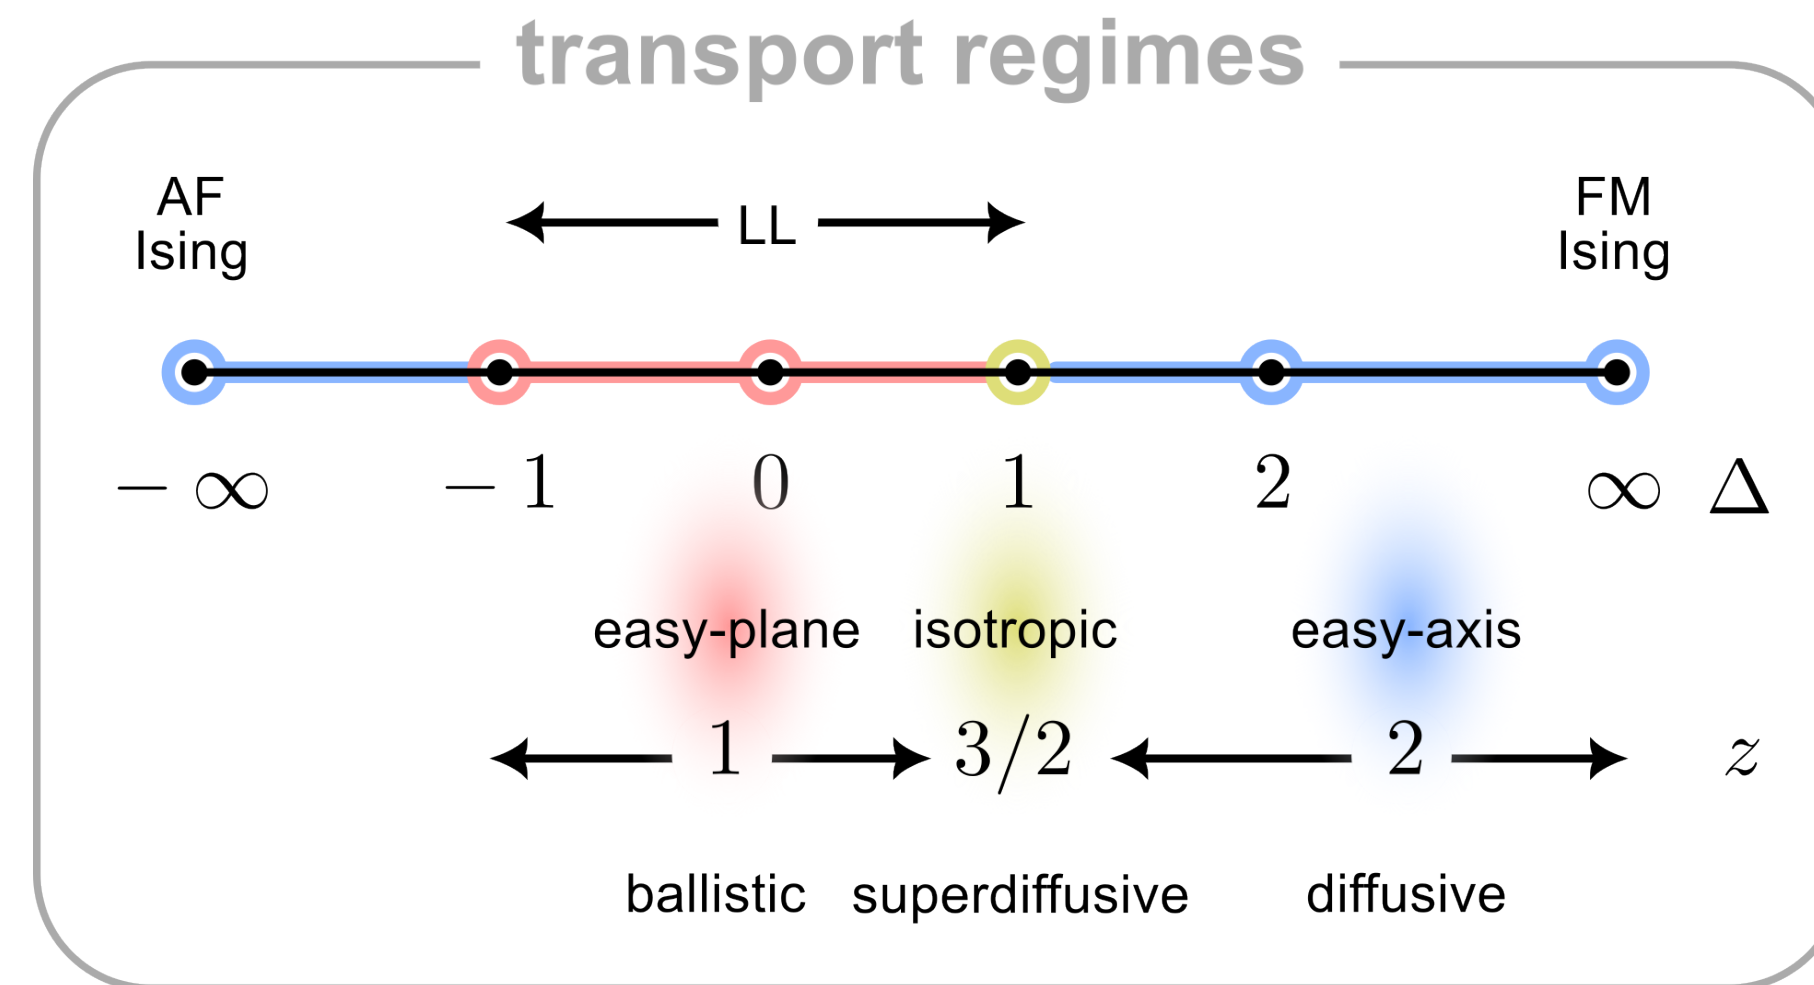 transport regimes
AF
Ising
LL
FM
Ising
− ∞
− 1
0
1
2
∞
Δ
easy-plane
isotropic
easy-axis
1
3/2
2
z
ballistic
superdiffusive
diffusive